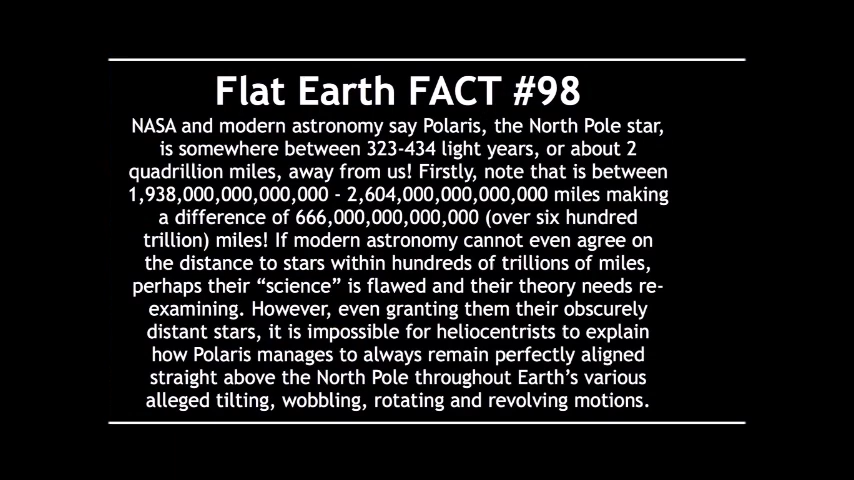 Flat Earth FACT #98
NASA and modern astronomy say Polaris, the North Pole star,
is somewhere between 323-434 light years, or about 2
quadrillion miles, away from us! Firstly, note that is between
1,938,000,000,000,000 - 2,604,000,000,000,000 miles making
a difference of 666,000,000,000,000 (over six hundred
trillion) miles! If modern astronomy cannot even agree on
the distance to stars within hundreds of trillions of miles,
perhaps their “science” is flawed and their theory needs re-
examining. However, even granting them their obscurely
distant stars, it is impossible for heliocentrists to explain
how Polaris manages to always remain perfectly aligned
straight above the North Pole throughout Earth’s various
alleged tilting, wobbling, rotating and revolving motions.